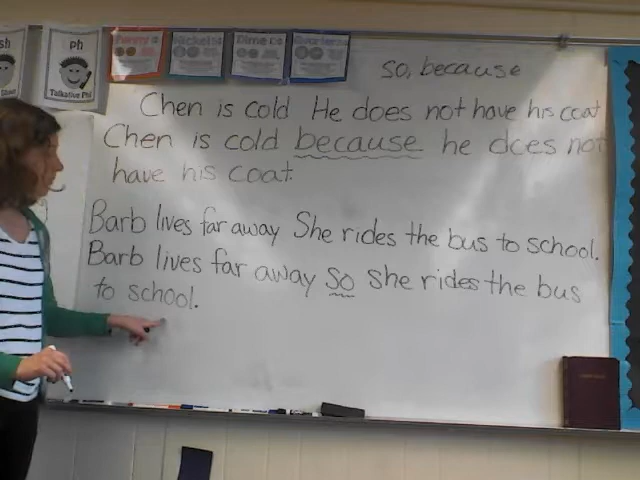 sh
ph
Talkative Phil
so, because
Chen is cold He does not have his coat
Chen is cold because he does not
have his coat.
Barb lives far away She rides the bus to school.
Barb lives far away so she rides the bus
to school.